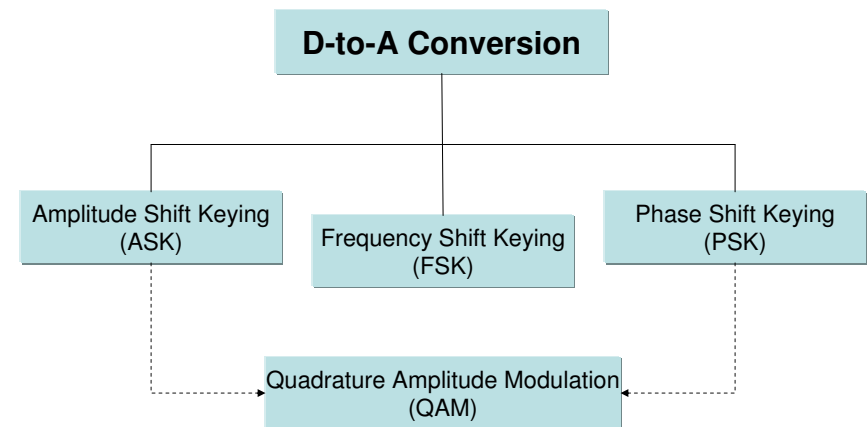 D-to-A Conversion
Amplitude Shift Keying
(ASK)
Frequency Shift Keying
(FSK)
Phase Shift Keying
(PSK)
Quadrature Amplitude Modulation
(QAM)